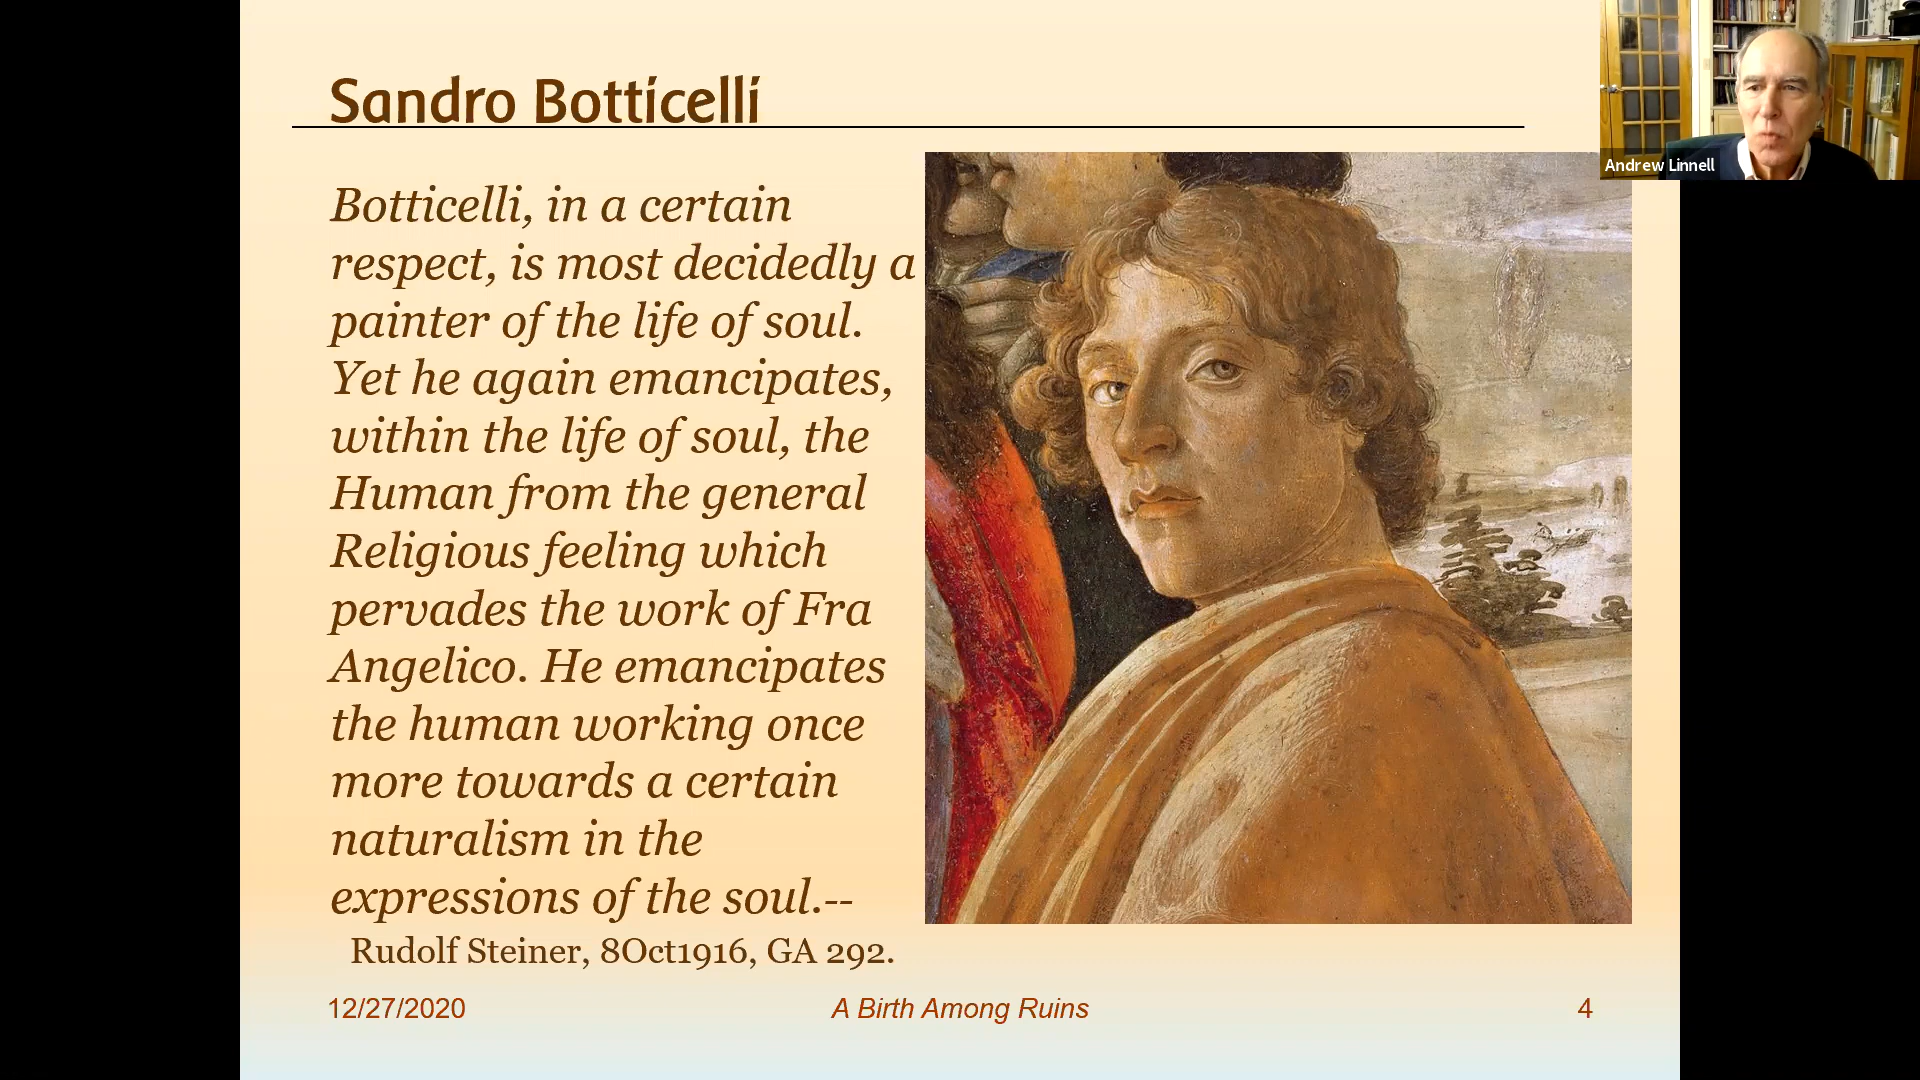 Sandro Botticelli
Andrew Linnell
Botticelli, in a certain
respect, is most decidedly a
painter of the life of soul.
Yet he again emancipates,
within the life of soul, the
Human from the general
Religious feeling which
pervades the work of Fra
Angelico. He emancipates
the human working once
more towards a certain
naturalism in the
expressions of the soul.--
Rudolf Steiner, 8Oct1916, GA 292.
12/27/2020
A Birth Among Ruins
4